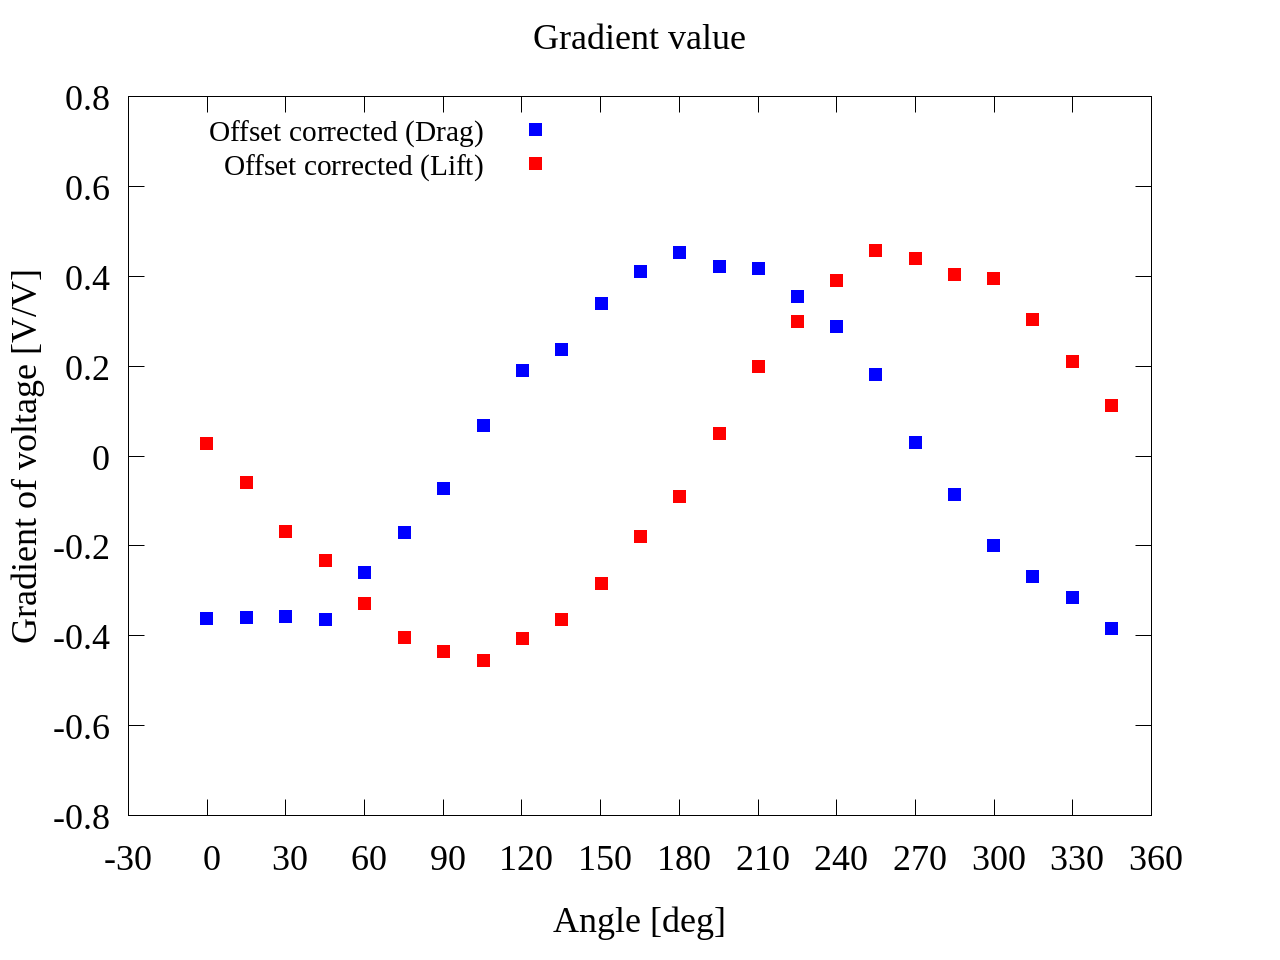 Gradient value
Offset corrected (Drag)
Offset corrected (Lift)
Gradient of voltage [V/V]
0.8
0.6
0.4
0.2
0
-0.2
-0.4
-0.6
-0.8
-30 0 30 60 90 120 150 180 210 240 270 300 330 360
Angle [deg]